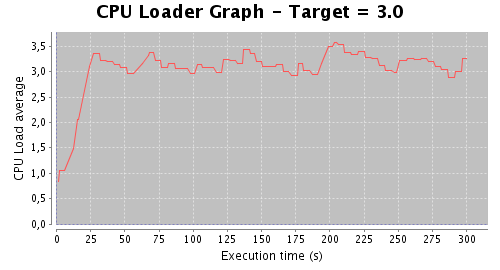 CPU Loader Graph - Target = 3.0
CPU Load average
3,5
3,0
2,5
2,0
1,5
1,0
0,5
0,0
0 25 50 75 100 125 150 175 200 225 250 275 300
Execution time (s)